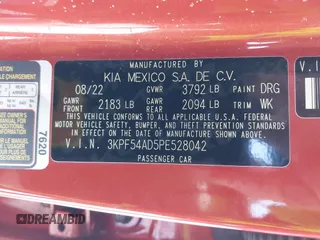 MANUFACTURED BY
KIA MEXICO S.A. DE C.V.
08/22 GVWR 3792 LB PAINT DRG
GAWR FRONT 2183 LB GAWR REAR 2094 LB TRIM WK
THIS VEHICLE CONFORMS TO ALL APPLICABLE U.S.A. FEDERAL MOTOR
VEHICLE SAFETY, BUMPER, AND THEFT PREVENTION STANDARDS IN EFFECT ON
THE DATE OF MANUFACTURE SHOWN ABOVE.
V.I.N. 3KPF54AD5PE528042
PASSENGER CAR
7620
V.I
DREAMBID